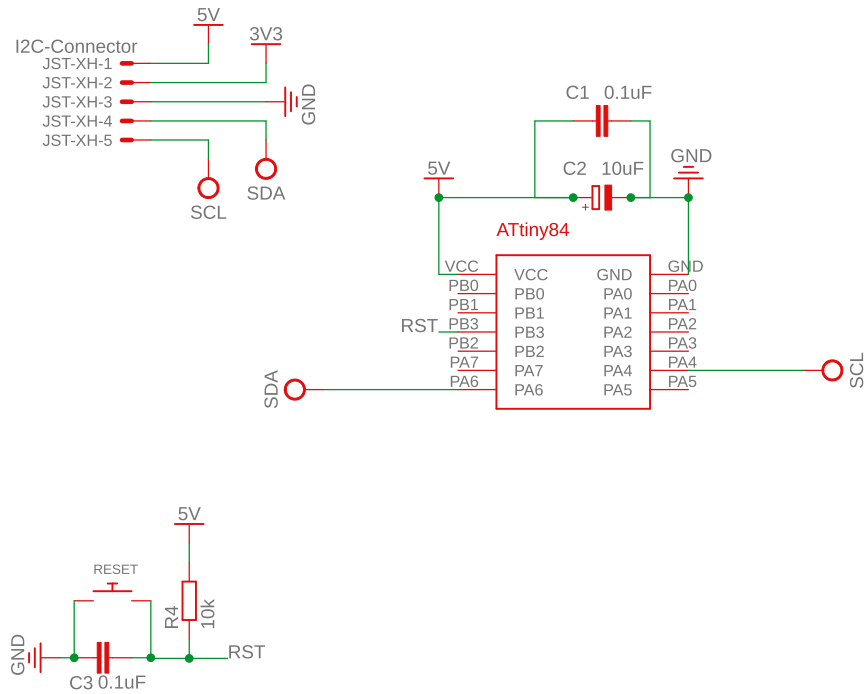 5V
3V3
I2C-Connector
JST-XH-1
JST-XH-2
JST-XH-3
JST-XH-4
JST-XH-5
GND
SDA
SCL
C1 0.1uF
C2 10uF
+
5V
GND
ATtiny84
VCC VCC GND GND
PB0 PB0 PA0 PA0
PB1 PB1 PA1 PA1
RST PB3 PB3 PA2 PA2
PB2 PB2 PA3 PA3
PA7 PA7 PA4 PA4
PA6 PA6 PA5 PA5
SDA
SCL
5V
RESET
R4
10k
GND
RST
C3 0.1uF